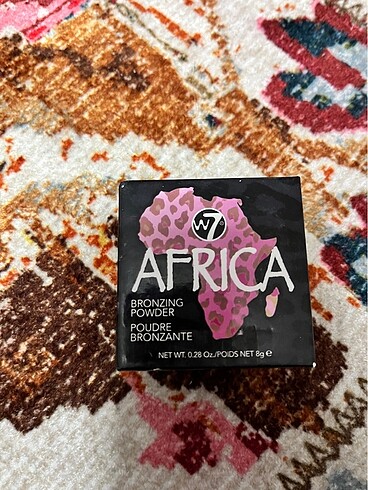 W7
AFRICA
BRONZING
POWDER
POUDRE
BRONZANTE
NET WT. 0.28 Oz./POIDS NET 8g e